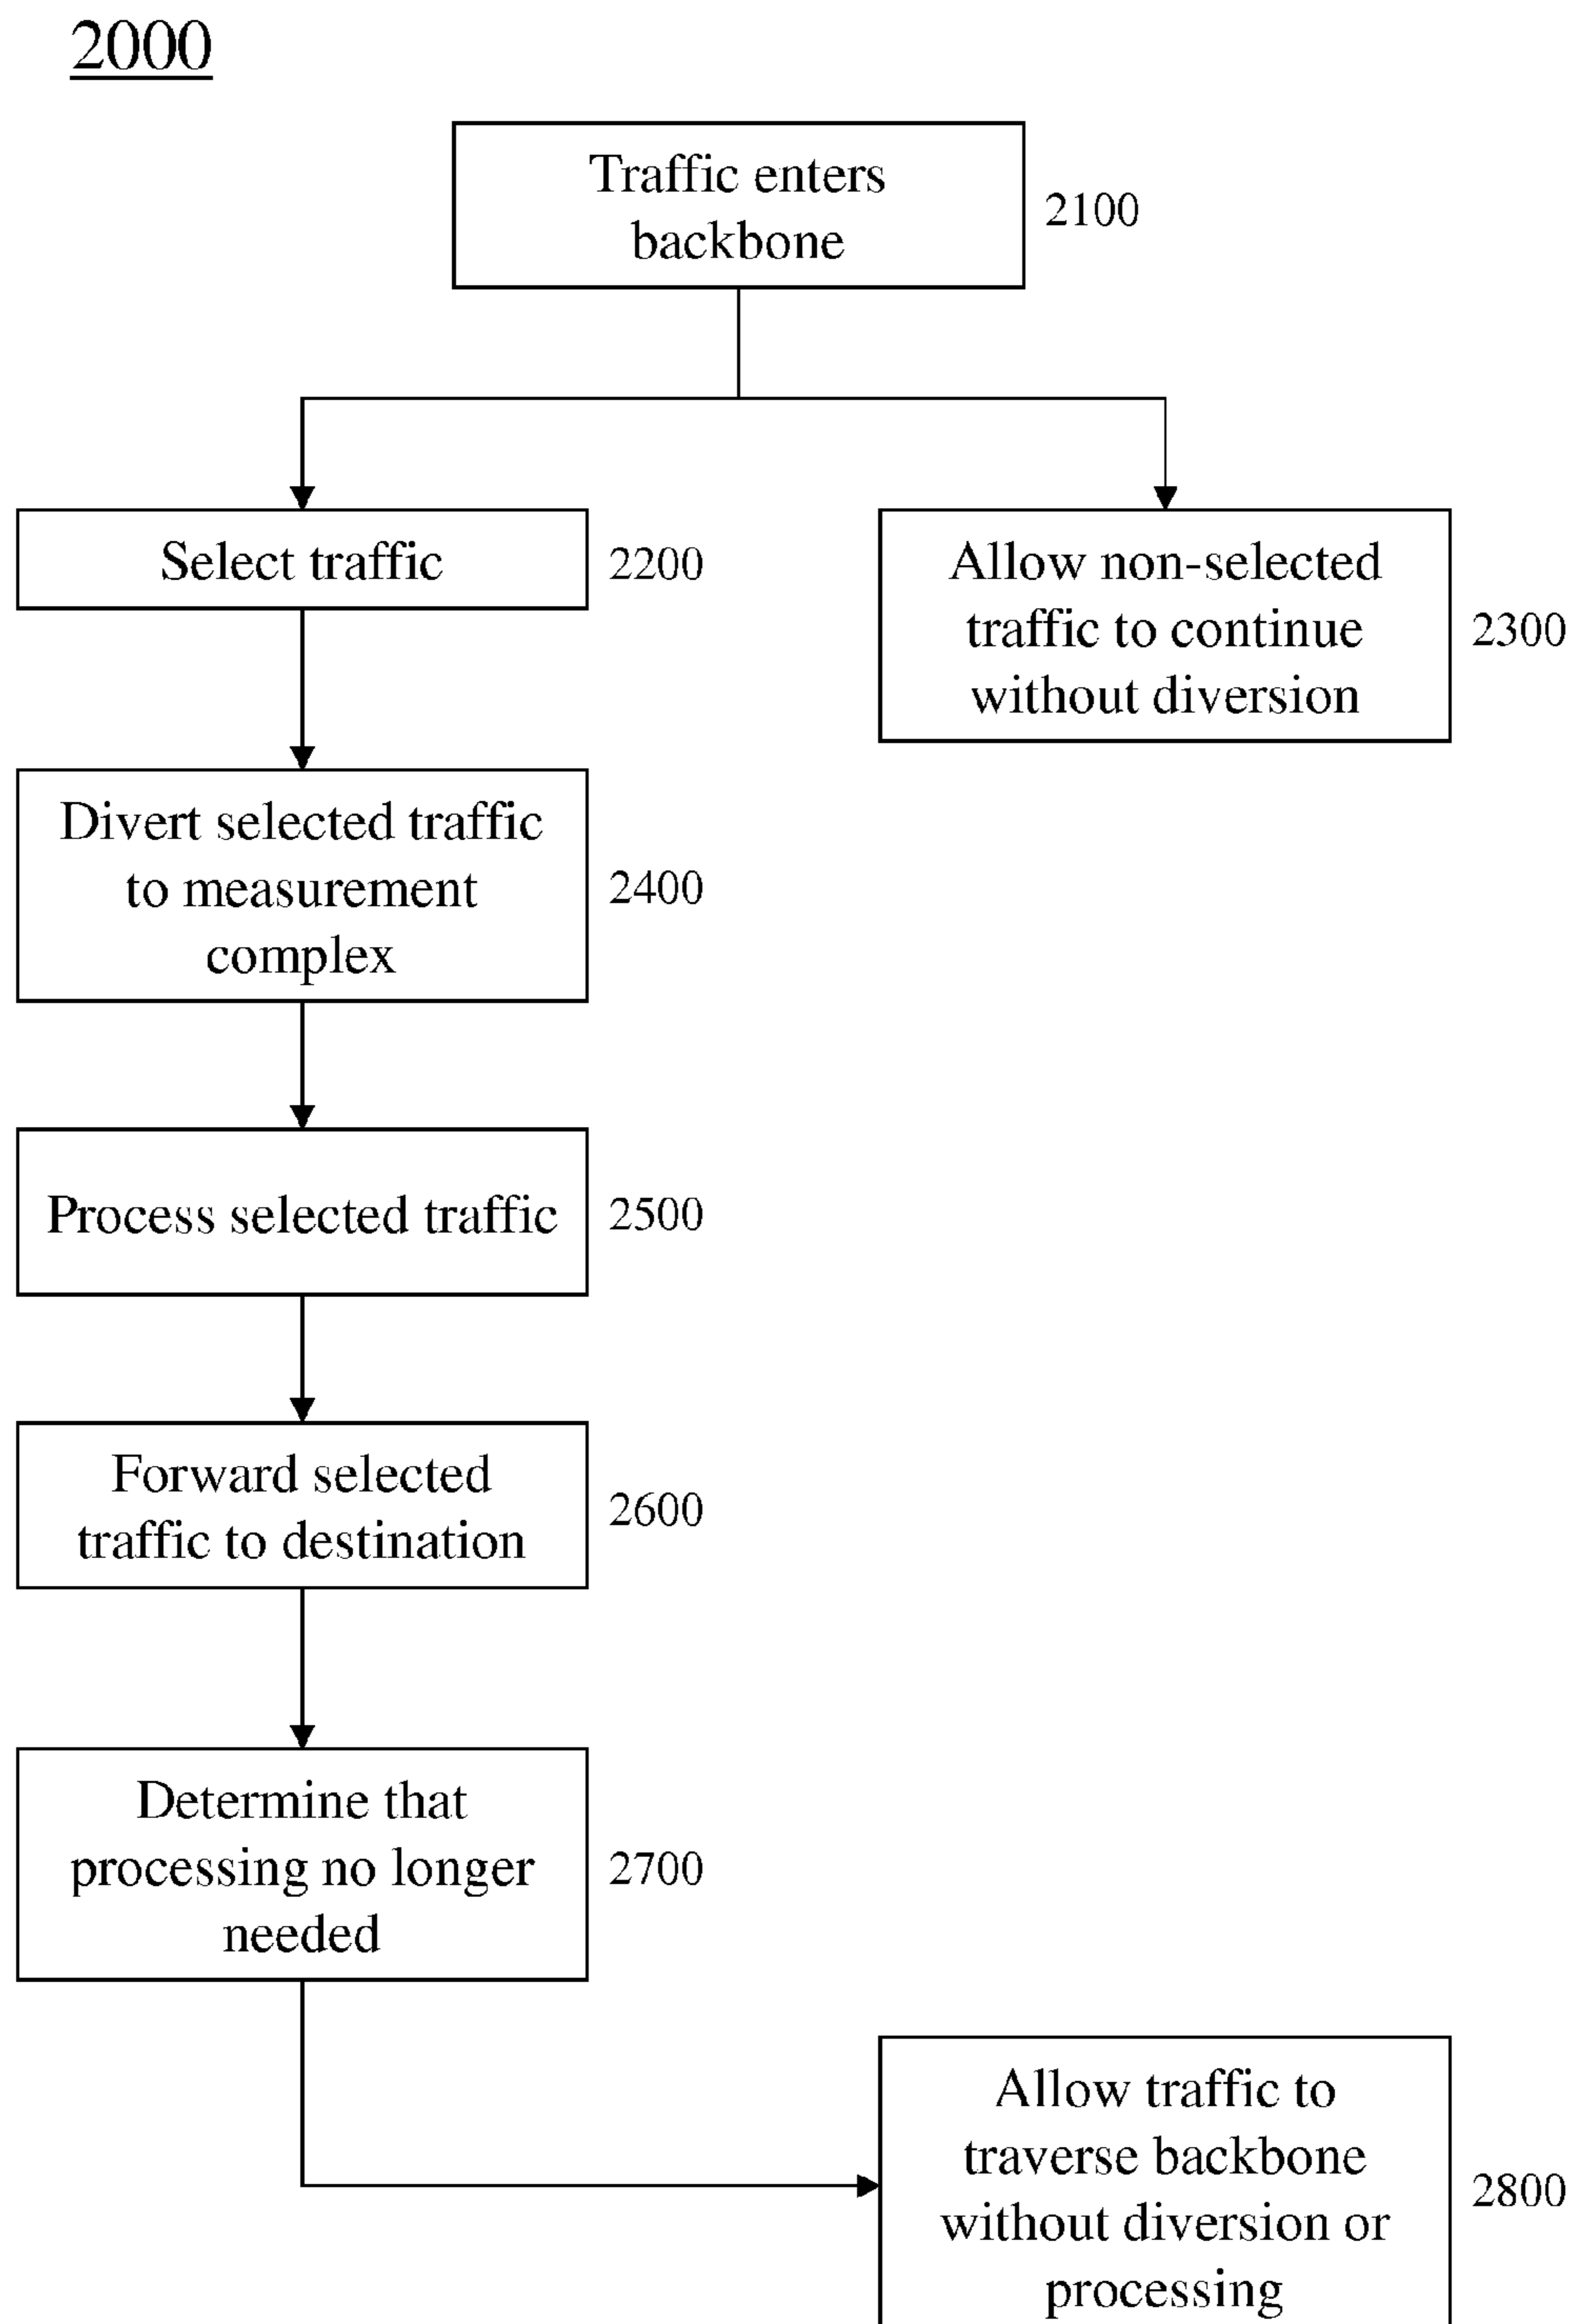 2000
Traffic enters
backbone
2100
Select traffic
2200
Allow non-selected
traffic to continue
without diversion
2300
Divert selected traffic
to measurement
complex
2400
Process selected traffic
2500
Forward selected
traffic to destination
2600
Determine that
processing no longer
needed
2700
Allow traffic to
traverse backbone
without diversion or
processing
2800